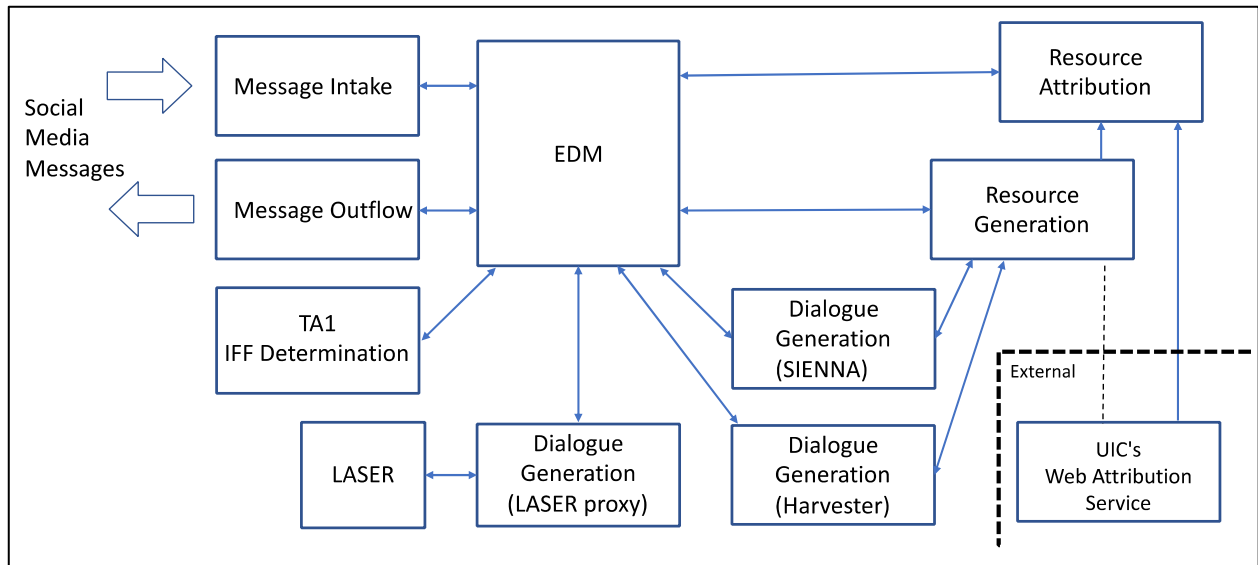 Social
Media
Messages
Message Intake
Message Outflow
EDM
Resource
Attribution
Resource
Generation
TA1
IFF Determination
Dialogue
Generation
(SIENNA)
External
LASER
Dialogue
Generation
(LASER proxy)
Dialogue
Generation
(Harvester)
UIC's
Web Attribution
Service